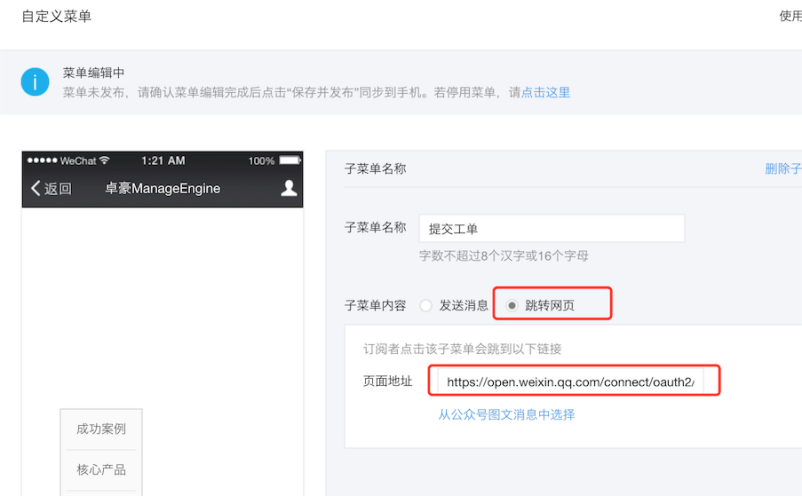 自定义菜单
使用
菜单编辑中
菜单未发布，请确认菜单编辑完成后点击“保存并发布”同步到手机。若停用菜单，请点击这里
WeChat 1:21 AM 100%
返回 卓豪ManageEngine
子菜单名称 删除子
子菜单名称 提交工单
字数不超过8个汉字或16个字母
子菜单内容 发送消息 跳转网页
订阅者点击该子菜单会跳到以下链接
页面地址 https://open.weixin.qq.com/connect/oauth2/
从公众号图文消息中选择
成功案例
核心产品